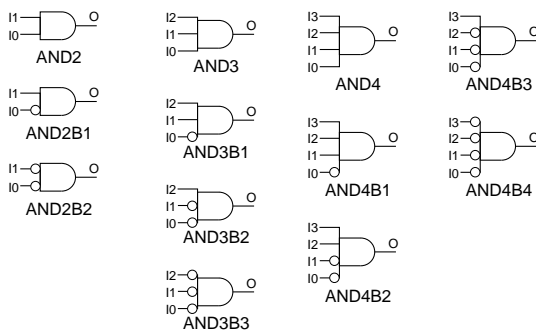 I1
I0
O
AND2
I1
I0
O
AND2B1
I1
I0
O
AND2B2
I2
I1
I0
O
AND3
I2
I1
I0
O
AND3B1
I2
I1
I0
O
AND3B2
I2
I1
I0
O
AND3B3
I3
I2
I1
I0
O
AND4
I3
I2
I1
I0
O
AND4B1
I3
I2
I1
I0
O
AND4B2
I3
I2
I1
I0
O
AND4B3
I3
I2
I1
I0
O
AND4B4